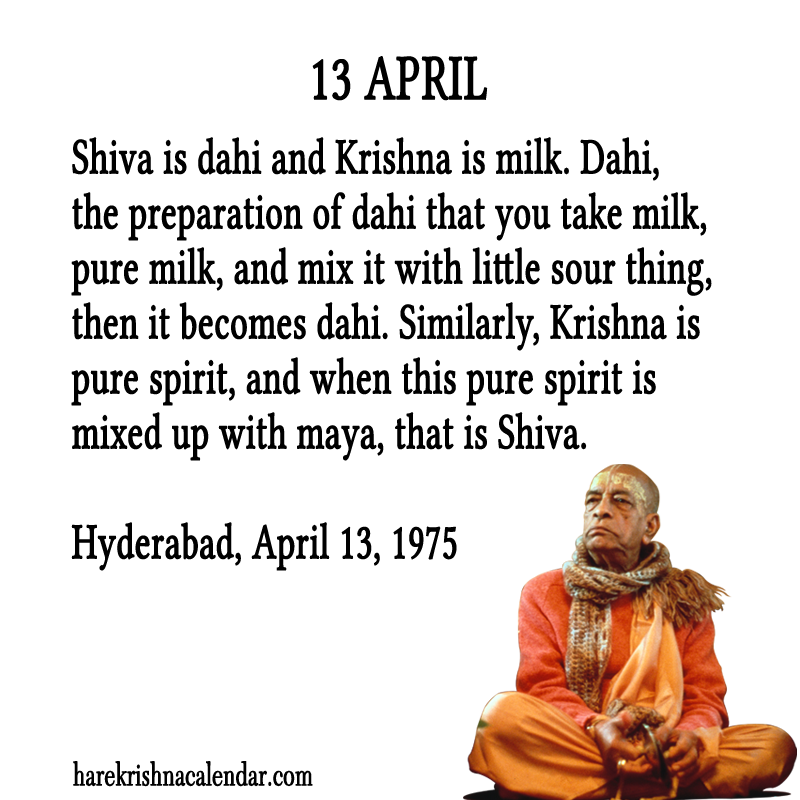 13 APRIL
Shiva is dahi and Krishna is milk. Dahi,
the preparation of dahi that you take milk,
pure milk, and mix it with little sour thing,
then it becomes dahi. Similarly, Krishna is
pure spirit, and when this pure spirit is
mixed up with maya, that is Shiva.
Hyderabad, April 13, 1975
harekrishnacalendar.com